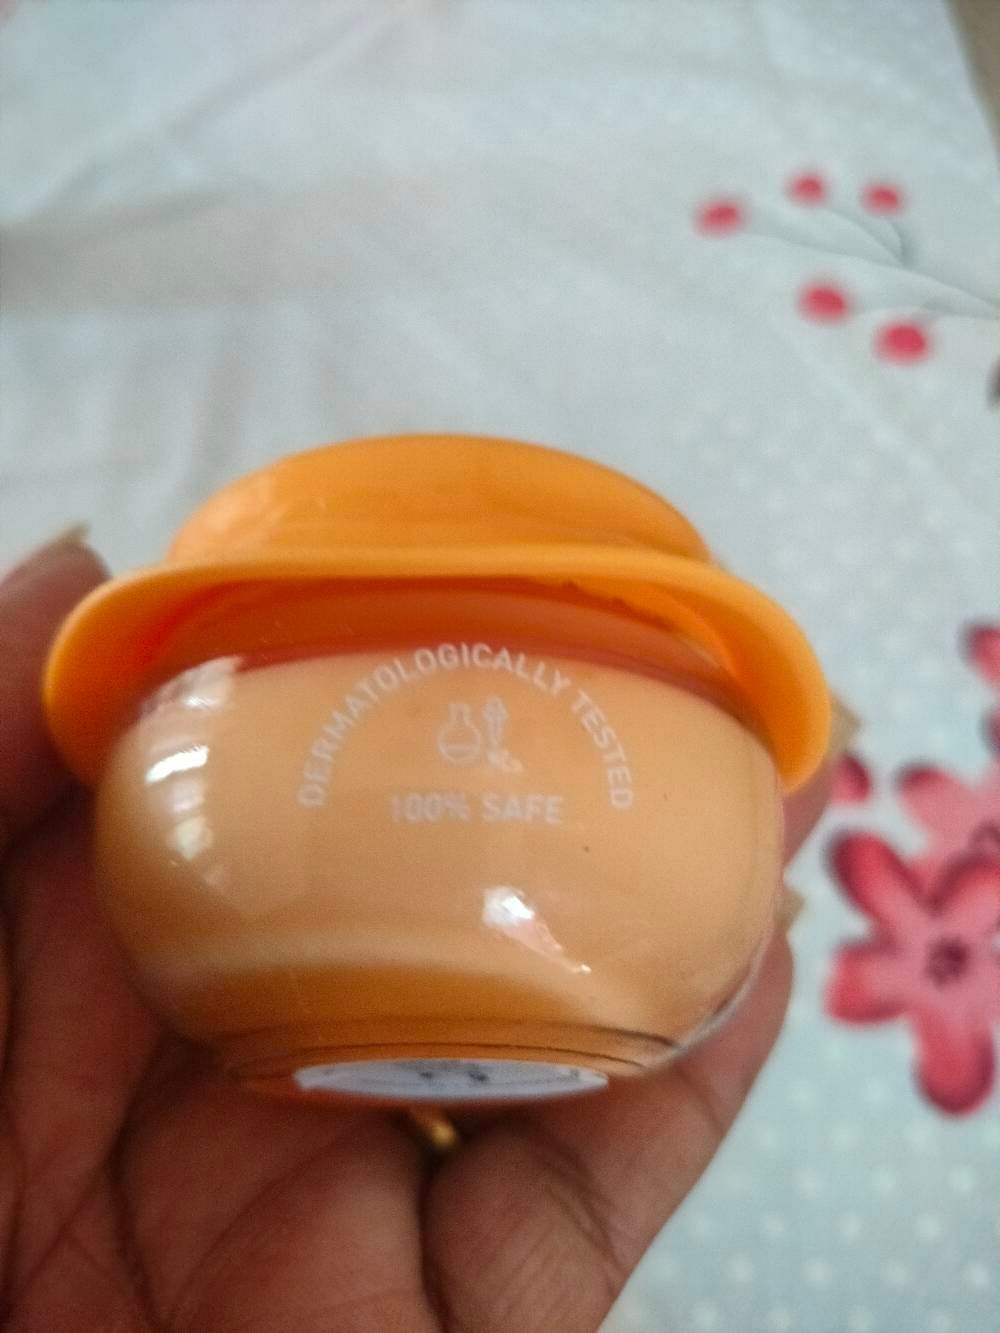 DERMATOLOGICALLY TESTED
100% SAFE